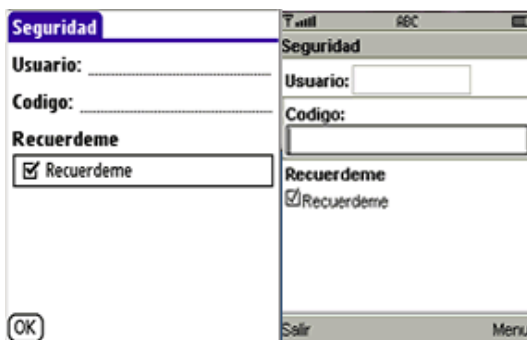 Seguridad
Usuario:
Codigo:
Recuerdeme
Recuerdeme
OK
ABC
Seguridad
Usuario:
Codigo:
Recuerdeme
Recuerdeme
Salir Menu